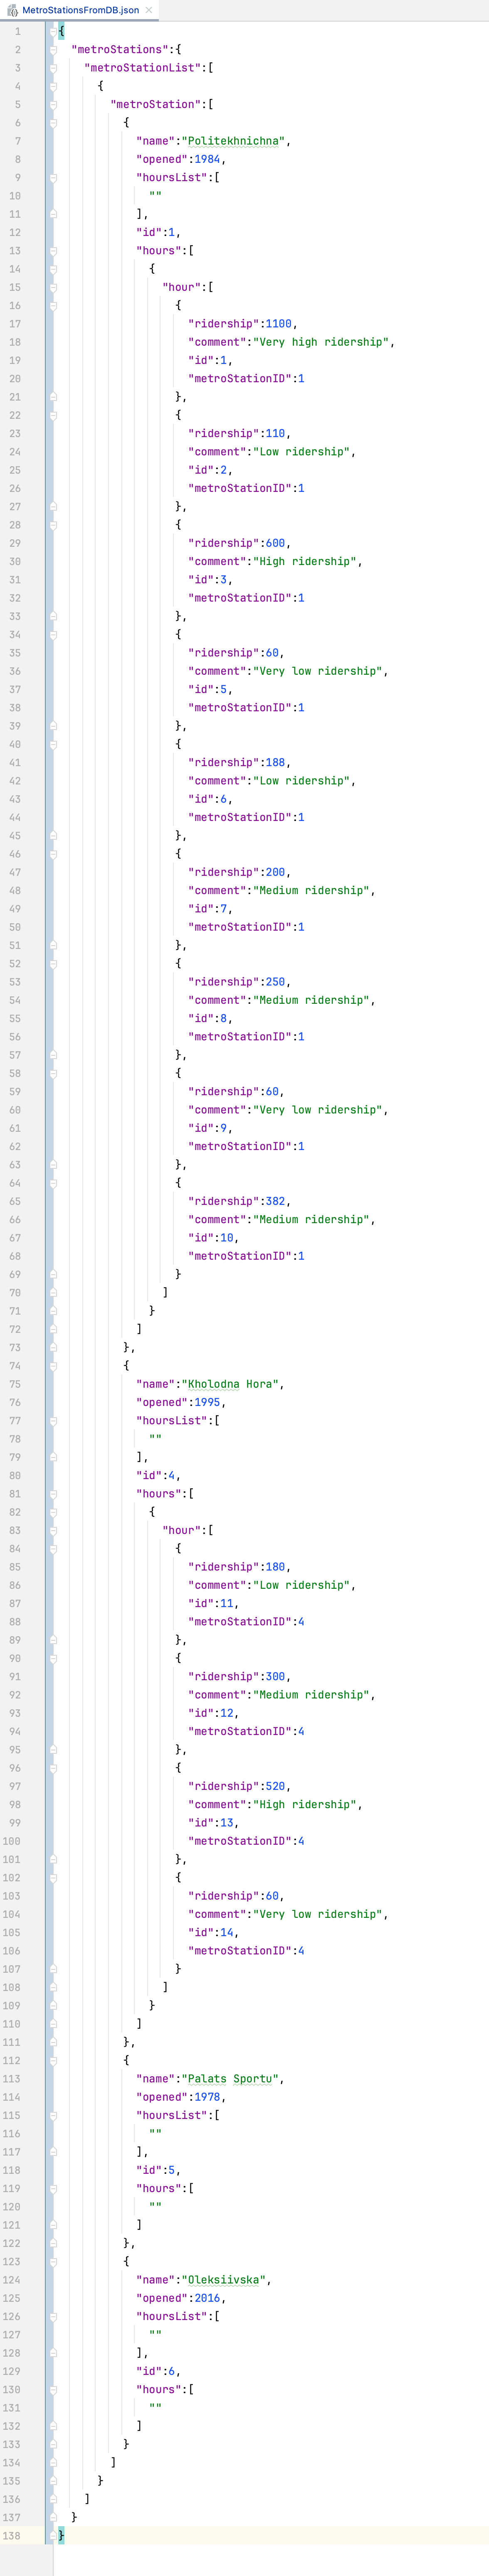 MetroStationsFromDB.json
1 {
2 "metroStations":{
3 "metroStationList":[
4 {
5 "metroStation":[
6 {
7 "name":"Politekhnichna",
8 "opened":1984,
9 "hoursList":[
10 ""
11 ],
12 "id":1,
13 "hours":[
14 {
15 "hour":[
16 {
17 "ridership":1100,
18 "comment":"Very high ridership",
19 "id":1,
20 "metroStationID":1
21 },
22 {
23 "ridership":110,
24 "comment":"Low ridership",
25 "id":2,
26 "metroStationID":1
27 },
28 {
29 "ridership":600,
30 "comment":"High ridership",
31 "id":3,
32 "metroStationID":1
33 },
34 {
35 "ridership":60,
36 "comment":"Very low ridership",
37 "id":5,
38 "metroStationID":1
39 },
40 {
41 "ridership":188,
42 "comment":"Low ridership",
43 "id":6,
44 "metroStationID":1
45 },
46 {
47 "ridership":200,
48 "comment":"Medium ridership",
49 "id":7,
50 "metroStationID":1
51 },
52 {
53 "ridership":250,
54 "comment":"Medium ridership",
55 "id":8,
56 "metroStationID":1
57 },
58 {
59 "ridership":60,
60 "comment":"Very low ridership",
61 "id":9,
62 "metroStationID":1
63 },
64 {
65 "ridership":382,
66 "comment":"Medium ridership",
67 "id":10,
68 "metroStationID":1
69 }
70 ]
71 }
72 ]
73 },
74 {
75 "name":"Kholodna Hora",
76 "opened":1995,
77 "hoursList":[
78 ""
79 ],
80 "id":4,
81 "hours":[
82 {
83 "hour":[
84 {
85 "ridership":180,
86 "comment":"Low ridership",
87 "id":11,
88 "metroStationID":4
89 },
90 {
91 "ridership":300,
92 "comment":"Medium ridership",
93 "id":12,
94 "metroStationID":4
95 },
96 {
97 "ridership":520,
98 "comment":"High ridership",
99 "id":13,
100 "metroStationID":4
101 },
102 {
103 "ridership":60,
104 "comment":"Very low ridership",
105 "id":14,
106 "metroStationID":4
107 }
108 ]
109 }
110 ]
111 },
112 {
113 "name":"Palats Sportu",
114 "opened":1978,
115 "hoursList":[
116 ""
117 ],
118 "id":5,
119 "hours":[
120 ""
121 ]
122 },
123 {
124 "name":"Oleksiivska",
125 "opened":2016,
126 "hoursList":[
127 ""
128 ],
129 "id":6,
130 "hours":[
131 ""
132 ]
133 }
134 ]
135 }
136 ]
137 }
138 }